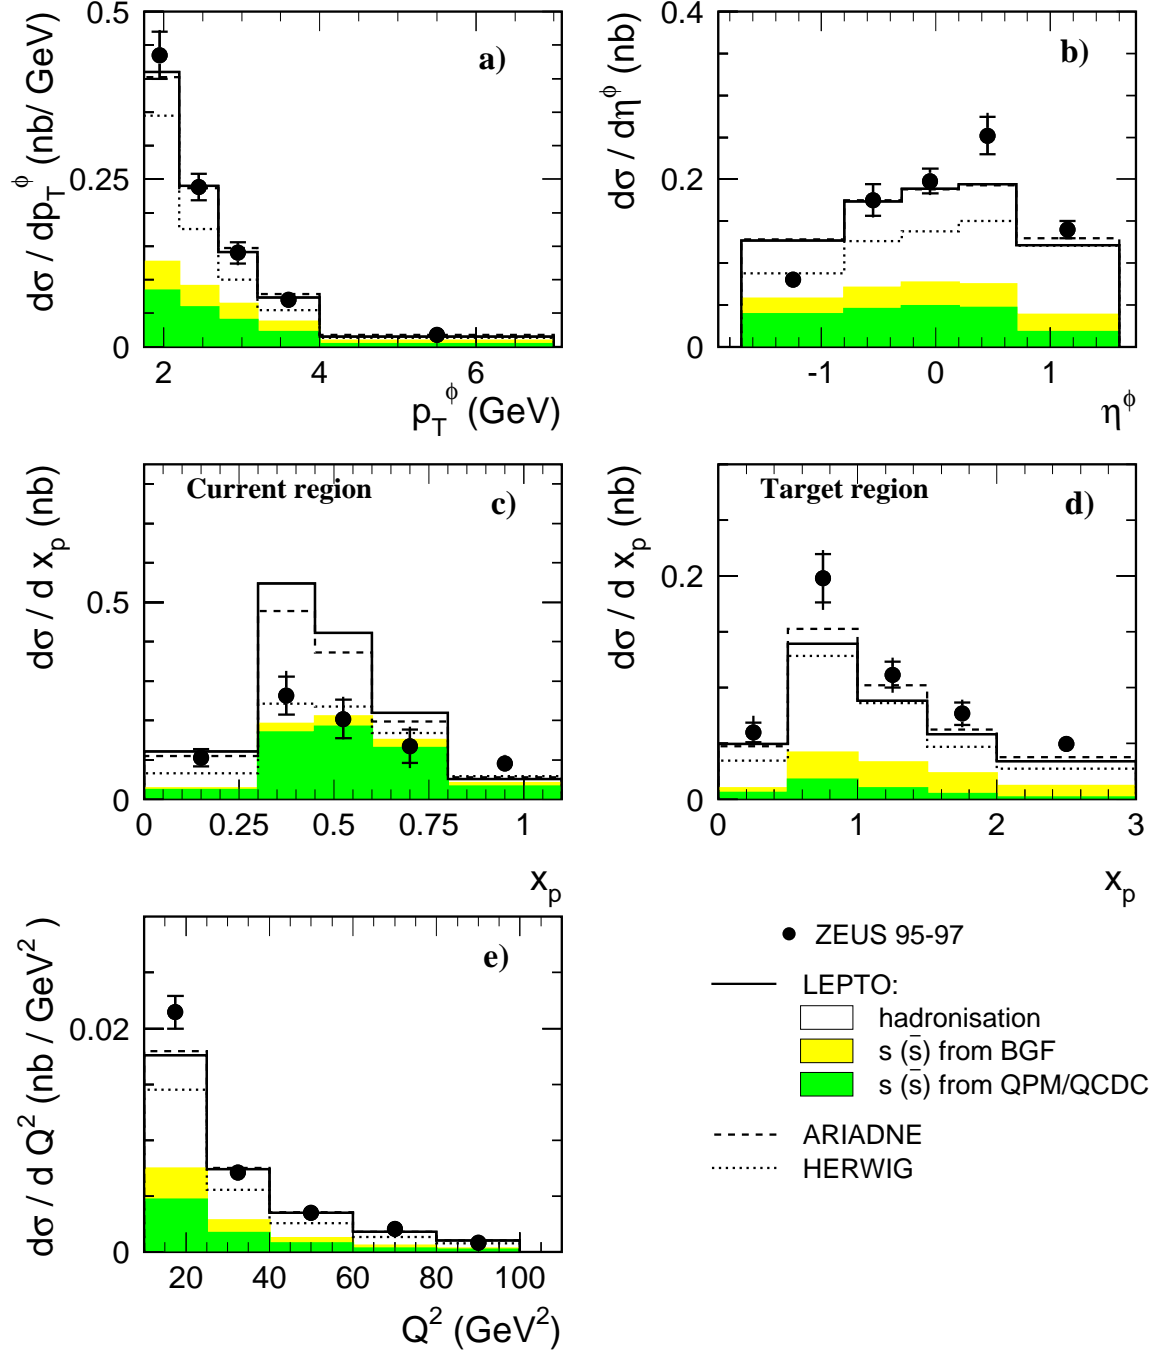 a)
dσ / dp_T^ϕ (nb/ GeV)
0.5
0.25
0
2 4 6
p_T^ϕ (GeV)
b)
dσ / dη^ϕ (nb)
0.4
0.2
0
-1 0 1
η^ϕ
Current region
c)
dσ / d x_p (nb)
0.5
0
0 0.25 0.5 0.75 1
x_p
Target region
d)
dσ / d x_p (nb)
0.2
0
0 1 2 3
x_p
e)
dσ / d Q^2 (nb / GeV^2)
0.02
0
20 40 60 80 100
Q^2 (GeV^2)
ZEUS 95-97
LEPTO:
hadronisation
s (s̄) from BGF
s (s̄) from QPM/QCDC
ARIADNE
HERWIG